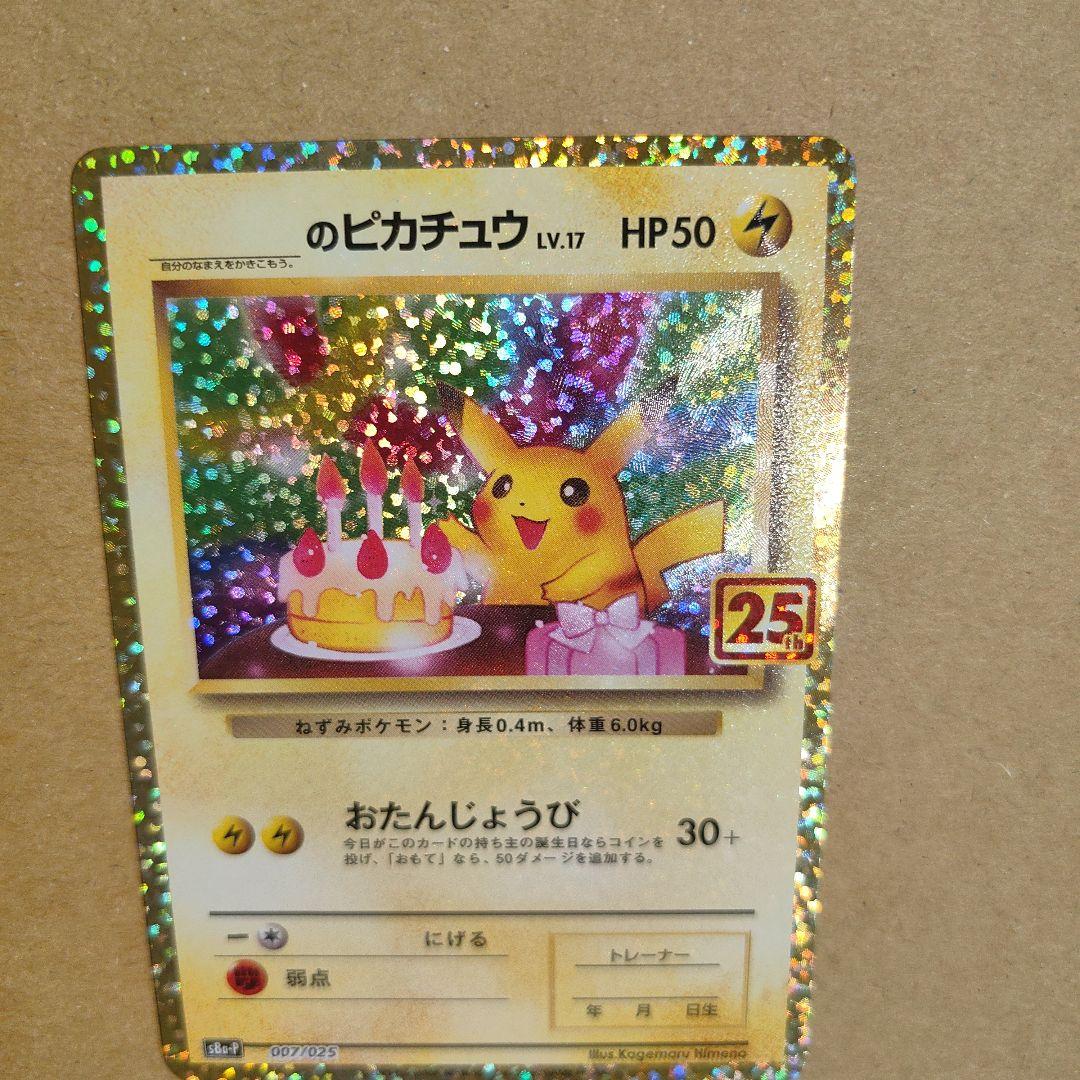 のピカチュウ LV.17 HP50
自分のなまえをかきこもう。
25th
ねずみポケモン：身長0.4m、体重6.0kg
おたんじょうび 30+
今日がこのカードの持ち主の誕生日ならコインを
投げ、「おもて」なら、50ダメージを追加する。
ー にげる
弱点
トレーナー
年 月 日生
s8a-P 007/025 Illus.Kagemaru Himeno